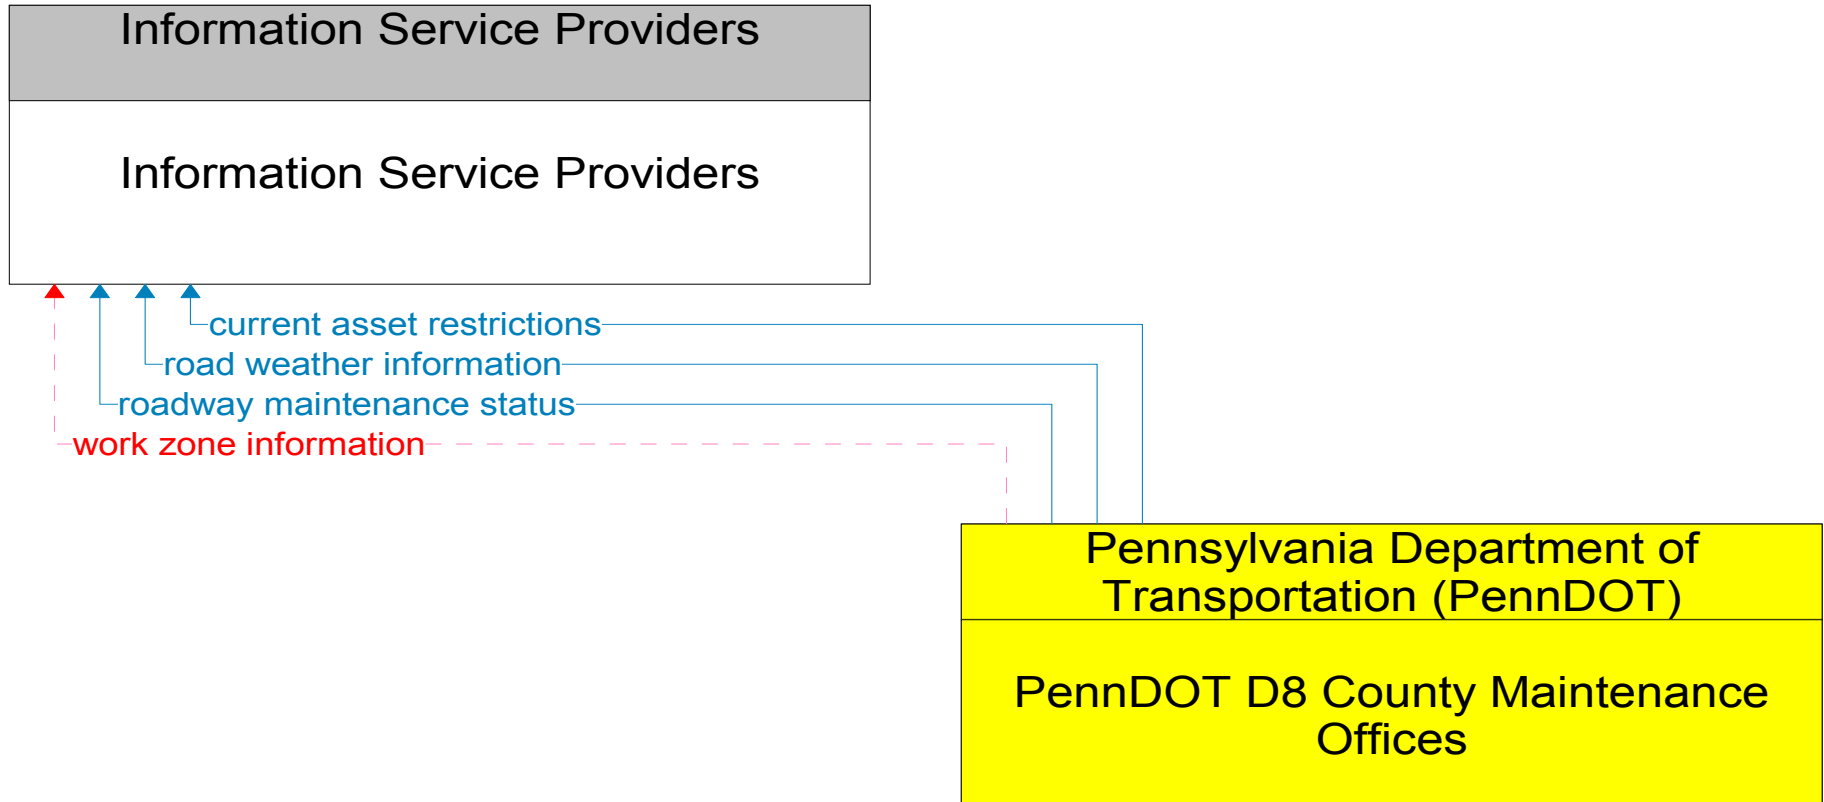 Information Service Providers
Information Service Providers
current asset restrictions
road weather information
roadway maintenance status
work zone information
Pennsylvania Department of
Transportation (PennDOT)
PennDOT D8 County Maintenance
Offices